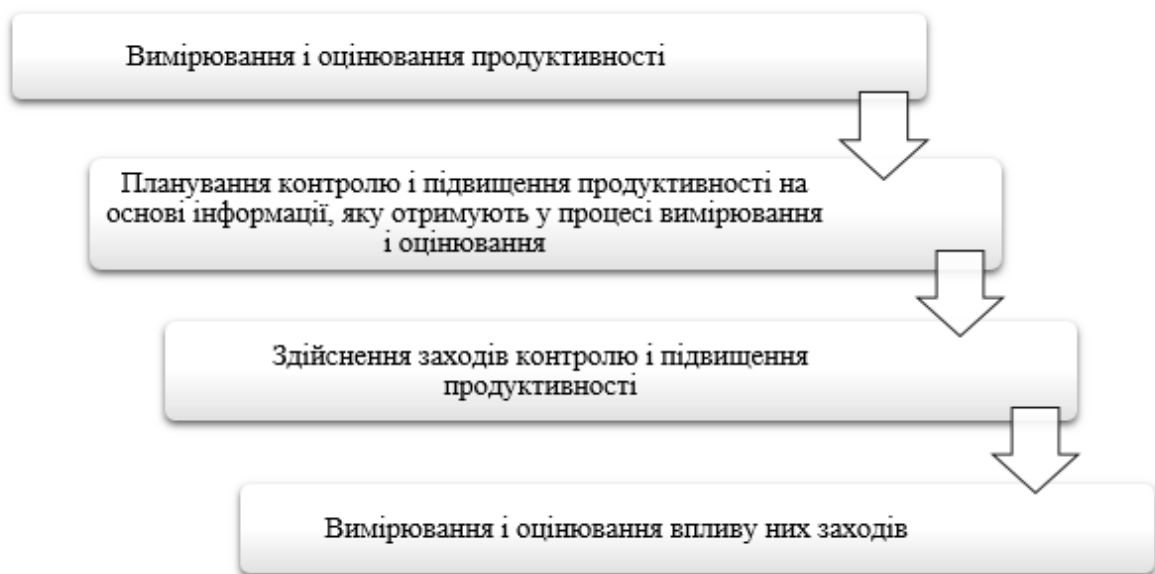 Вимірювання і оцінювання продуктивності
Планування контролю і підвищення продуктивності на
основі інформації, яку отримують у процесі вимірювання
і оцінювання
Здійснення заходів контролю і підвищення
продуктивності
Вимірювання і оцінювання впливу них заходів